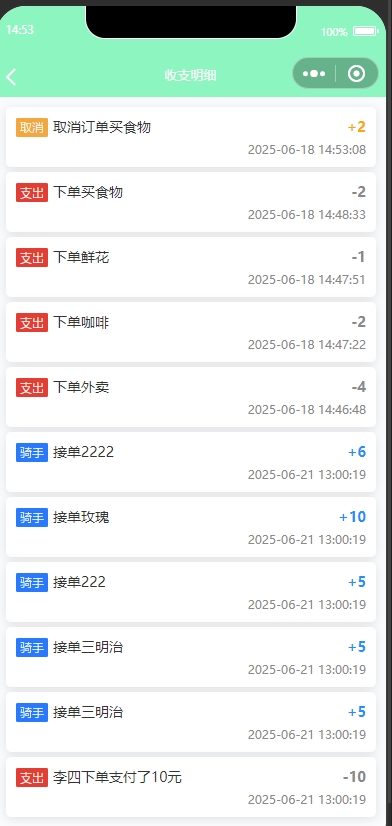 14:53
100%
收支明细
取消 取消订单买食物 +2
2025-06-18 14:53:08
支出 下单买食物 -2
2025-06-18 14:48:33
支出 下单鲜花 -1
2025-06-18 14:47:51
支出 下单咖啡 -2
2025-06-18 14:47:22
支出 下单外卖 -4
2025-06-18 14:46:48
骑手 接单2222 +6
2025-06-21 13:00:19
骑手 接单玫瑰 +10
2025-06-21 13:00:19
骑手 接单222 +5
2025-06-21 13:00:19
骑手 接单三明治 +5
2025-06-21 13:00:19
骑手 接单三明治 +5
2025-06-21 13:00:19
支出 李四下单支付了10元 -10
2025-06-21 13:00:19